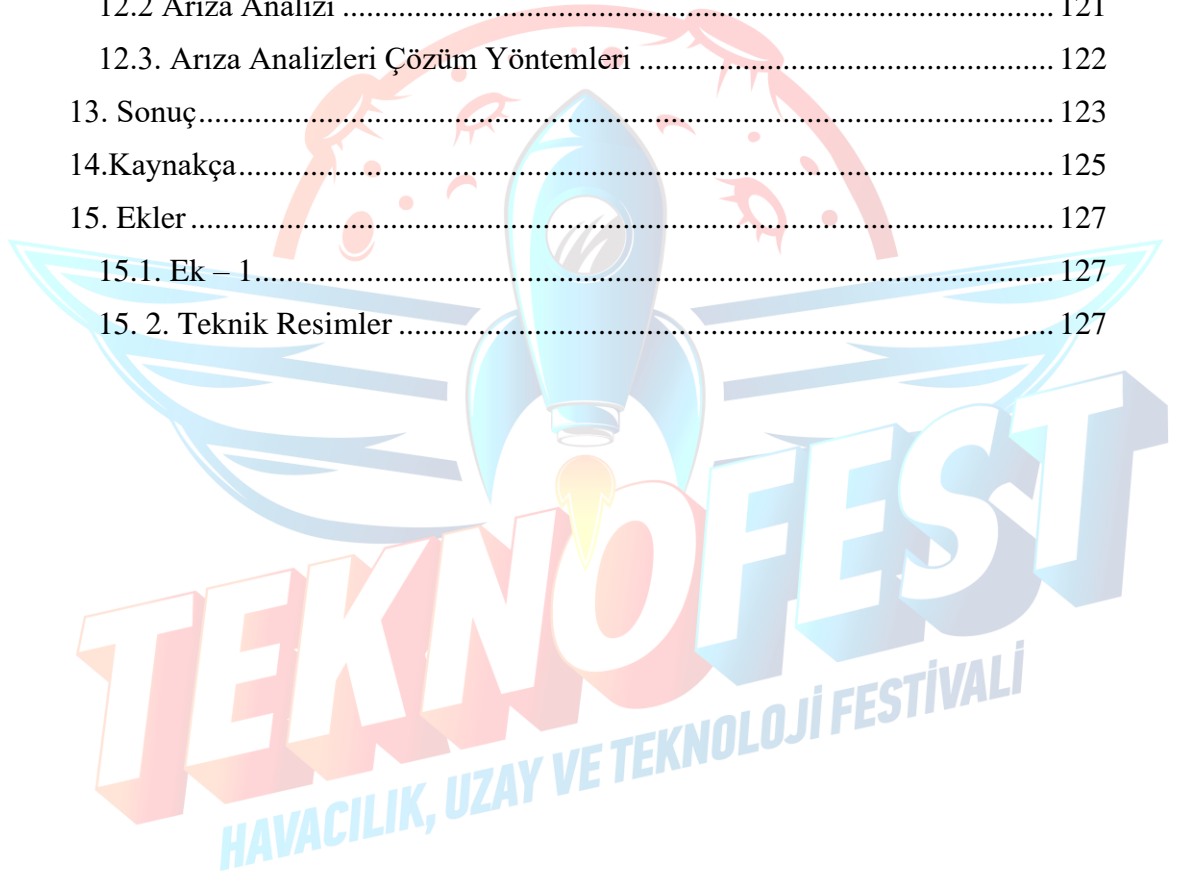 12.2 Arıza Analizi ........................................................................................ 121
12.3. Arıza Analizleri Çözüm Yöntemleri ..................................................... 122
13. Sonuç............................................................................................................. 123
14.Kaynakça........................................................................................................ 125
15. Ekler .............................................................................................................. 127
15.1. Ek – 1...................................................................................................... 127
15. 2. Teknik Resimler .................................................................................... 127
TEKNOFEST
HAVACILIK, UZAY VE TEKNOLOJİ FESTİVALİ